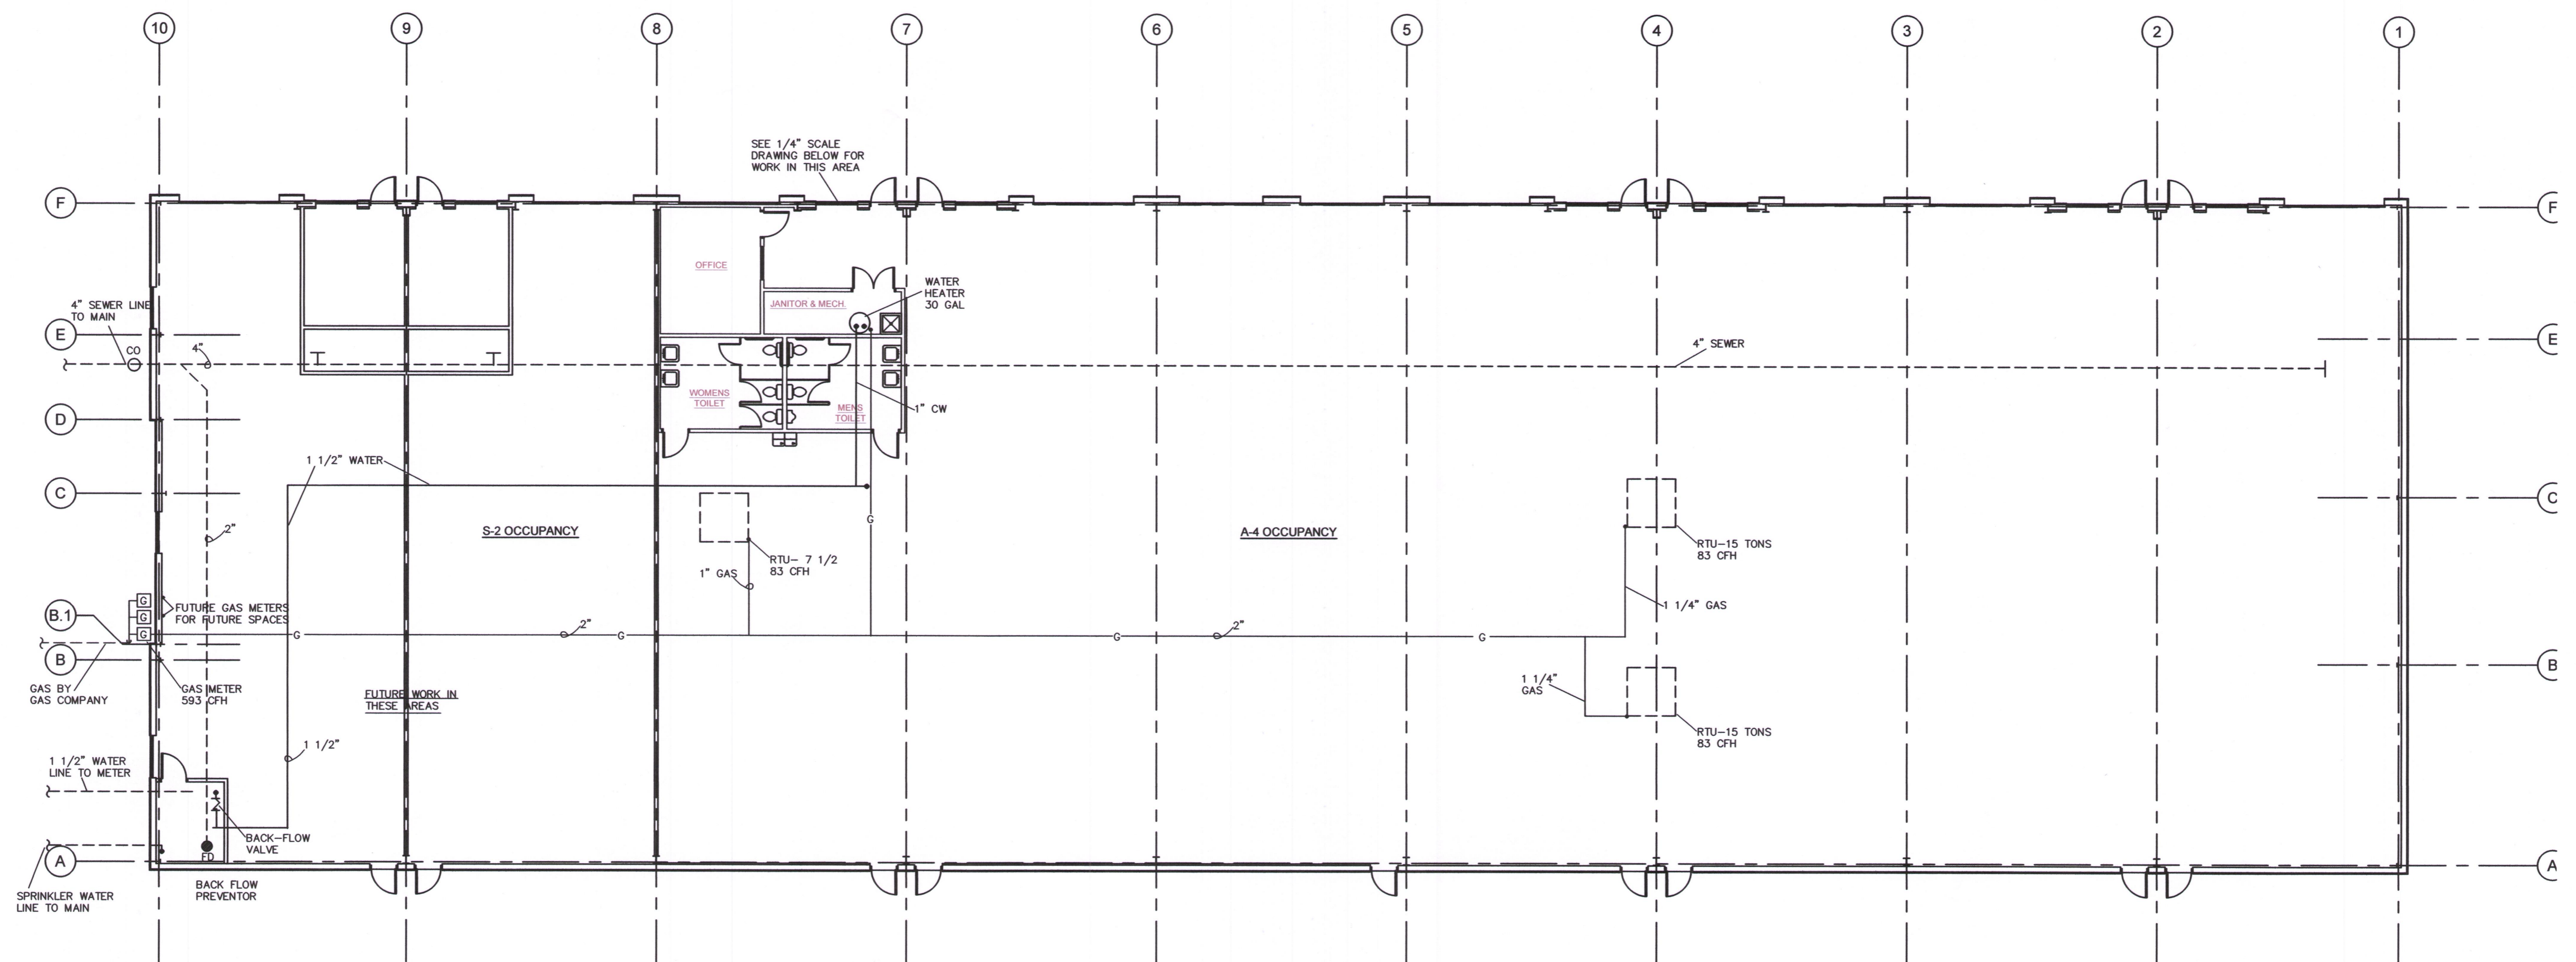 10
9
8
7
6
5
4
3
2
1
SEE 1/4" SCALE
DRAWING BELOW FOR
WORK IN THIS AREA
F
F
OFFICE
WATER
HEATER
30 GAL
JANITOR & MECH.
4" SEWER LINE
TO MAIN
E
E
CO
4"
4" SEWER
WOMENS
TOILET
MENS
TOILET
1" CW
D
1 1/2" WATER
C
C
G
2"
S-2 OCCUPANCY
A-4 OCCUPANCY
RTU-15 TONS
83 CFH
RTU- 7 1/2
83 CFH
1" GAS
G
G
G
FUTURE GAS METERS
FOR FUTURE SPACES
B.1
1 1/4" GAS
G
2"
G
G
2"
G
B
B
GAS BY
GAS COMPANY
GAS METER
593 CFH
FUTURE WORK IN
THESE AREAS
1 1/4"
GAS
RTU-15 TONS
83 CFH
1 1/2"
1 1/2" WATER
LINE TO METER
BACK-FLOW
VALVE
FD
A
A
BACK FLOW
PREVENTOR
SPRINKLER WATER
LINE TO MAIN